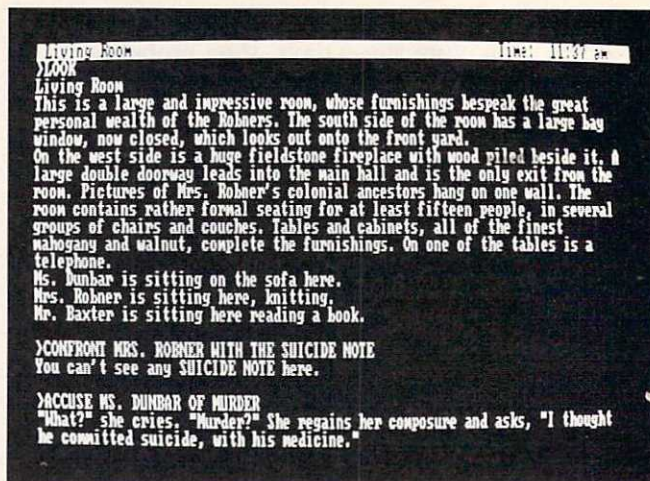 Living Room Time: 11:37 am
>LOOK
Living Room
This is a large and impressive room, whose furnishings bespeak the great
personal wealth of the Robners. The south side of the room has a large bay
window, now closed, which looks out onto the front yard.
On the west side is a huge fieldstone fireplace with wood piled beside it. A
large double doorway leads into the main hall and is the only exit from the
room. Pictures of Mrs. Robner's colonial ancestors hang on one wall. The
room contains rather formal seating for at least fifteen people, in several
groups of chairs and couches. Tables and cabinets, all of the finest
mahogany and walnut, complete the furnishings. On one of the tables is a
telephone.
Ms. Dunbar is sitting on the sofa here.
Mrs. Robner is sitting here, knitting.
Mr. Baxter is sitting here reading a book.
>CONFRONT MRS. ROBNER WITH THE SUICIDE NOTE
You can't see any SUICIDE NOTE here.
>ACCUSE MS. DUNBAR OF MURDER
"What?" she cries. "Murder?" She regains her composure and asks, "I thought
he committed suicide, with his medicine."